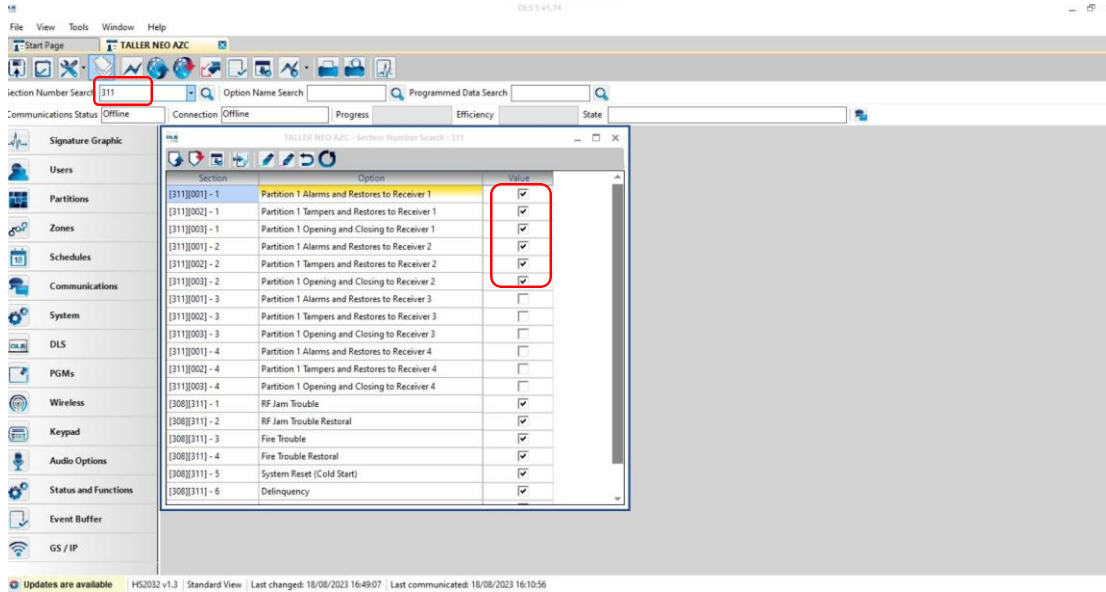 DLS 5 v1.74
File View Tools Window Help
Start Page TALLER NEO AZC
Section Number Search 311 Option Name Search Programmed Data Search
Communications Status Offline Connection Offline Progress Efficiency State
Signature Graphic
Users
Partitions
Zones
Schedules
18
Communications
System
DLS
DLS
PGMs
Wireless
Keypad
Audio Options
Status and Functions
Event Buffer
GS / IP
TALLER NEO AZC - Section Number Search : 311
Section Option Value
[311][001] - 1 Partition 1 Alarms and Restores to Receiver 1
[311][002] - 1 Partition 1 Tampers and Restores to Receiver 1
[311][003] - 1 Partition 1 Opening and Closing to Receiver 1
[311][001] - 2 Partition 1 Alarms and Restores to Receiver 2
[311][002] - 2 Partition 1 Tampers and Restores to Receiver 2
[311][003] - 2 Partition 1 Opening and Closing to Receiver 2
[311][001] - 3 Partition 1 Alarms and Restores to Receiver 3
[311][002] - 3 Partition 1 Tampers and Restores to Receiver 3
[311][003] - 3 Partition 1 Opening and Closing to Receiver 3
[311][001] - 4 Partition 1 Alarms and Restores to Receiver 4
[311][002] - 4 Partition 1 Tampers and Restores to Receiver 4
[311][003] - 4 Partition 1 Opening and Closing to Receiver 4
[308][311] - 1 RF Jam Trouble
[308][311] - 2 RF Jam Trouble Restoral
[308][311] - 3 Fire Trouble
[308][311] - 4 Fire Trouble Restoral
[308][311] - 5 System Reset (Cold Start)
[308][311] - 6 Delinquency
Updates are available HS2032 v1.3 Standard View Last changed: 18/08/2023 16:49:07 Last communicated: 18/08/2023 16:10:56